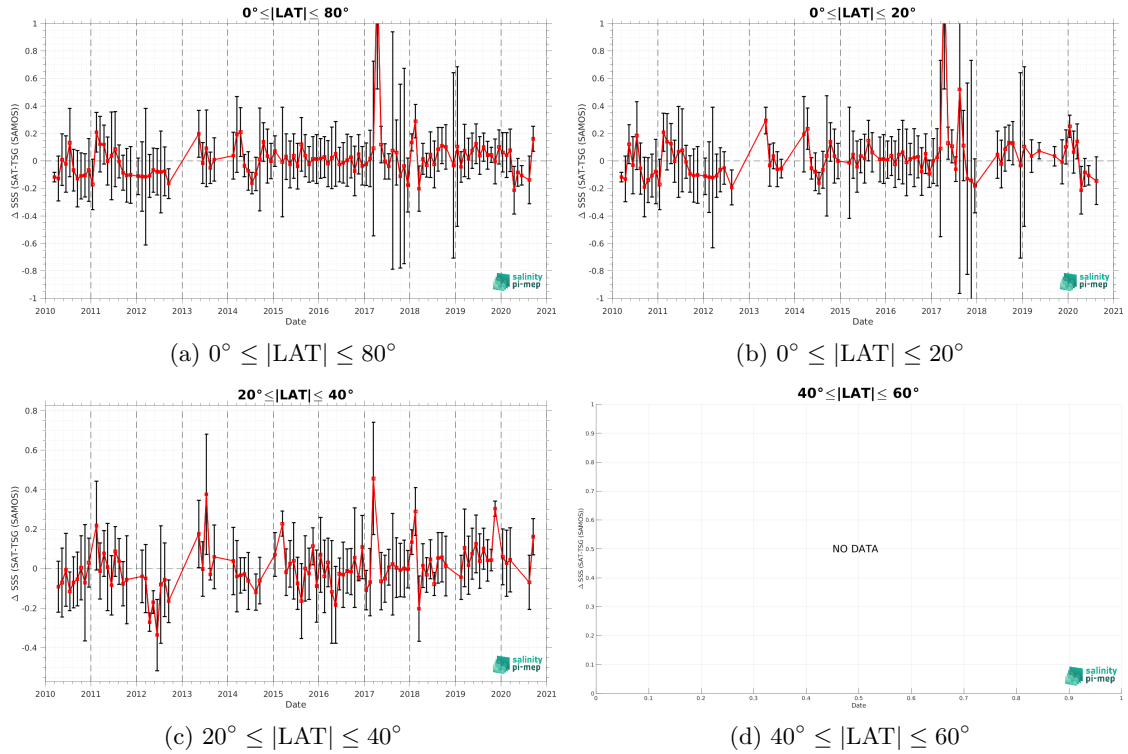 0°≤|LAT|≤ 80°
1
0.8
0.6
0.4
0.2
0
-0.2
-0.4
-0.6
-0.8
-1
Δ SSS (SAT-TSG (SAMOS))
2010 2011 2012 2013 2014 2015 2016 2017 2018 2019 2020 2021
Date
salinity
pi-mep
(a) 0° ≤ |LAT| ≤ 80°
0°≤|LAT|≤ 20°
1
0.8
0.6
0.4
0.2
0
-0.2
-0.4
-0.6
-0.8
-1
Δ SSS (SAT-TSG (SAMOS))
2010 2011 2012 2013 2014 2015 2016 2017 2018 2019 2020 2021
Date
salinity
pi-mep
(b) 0° ≤ |LAT| ≤ 20°
20°≤|LAT|≤ 40°
0.8
0.6
0.4
0.2
0
-0.2
-0.4
Δ SSS (SAT-TSG (SAMOS))
2010 2011 2012 2013 2014 2015 2016 2017 2018 2019 2020 2021
Date
salinity
pi-mep
(c) 20° ≤ |LAT| ≤ 40°
40°≤|LAT|≤ 60°
1
0.9
0.8
0.7
0.6
0.5
0.4
0.3
0.2
0.1
0
Δ SSS (SAT-TSG (SAMOS))
NO DATA
0 0.1 0.2 0.3 0.4 0.5 0.6 0.7 0.8 0.9 1
Date
salinity
pi-mep
(d) 40° ≤ |LAT| ≤ 60°